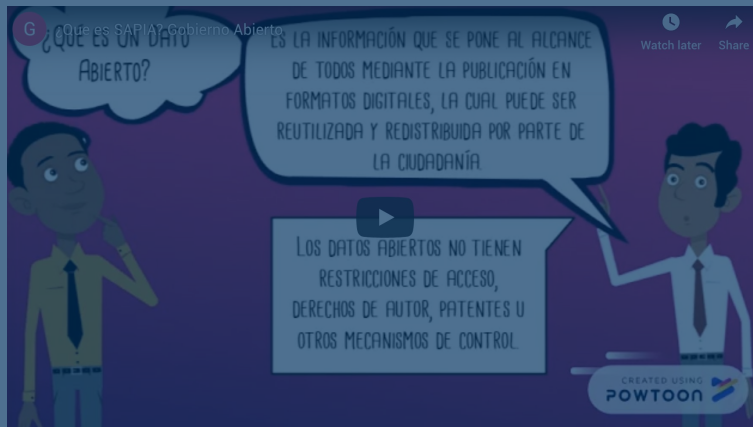 G
Que es SAPIA? Gobierno Abierto
Watch later
Share
¿QUÉ ES UN DATO
ABIERTO?
ES LA INFORMACIÓN QUE SE PONE AL ALCANCE
DE TODOS MEDIANTE LA PUBLICACIÓN EN
FORMATOS DIGITALES, LA CUAL PUEDE SER
REUTILIZADA Y REDISTRIBUIDA POR PARTE DE
LA CIUDADANÍA.
LOS DATOS ABIERTOS NO TIENEN
RESTRICCIONES DE ACCESO,
DERECHOS DE AUTOR, PATENTES U
OTROS MECANISMOS DE CONTROL.
CREATED USING
POWTOON